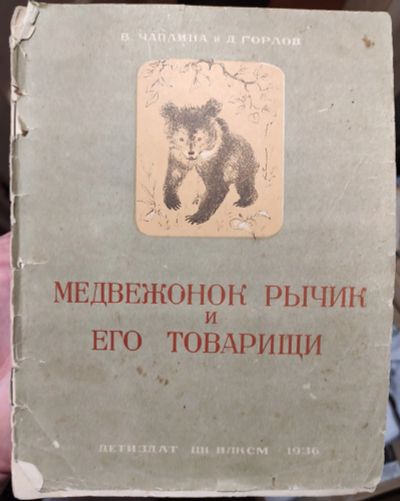 В. ЧАПЛИНА и Д. ГОРЛОВ
МЕДВЕЖОНОК РЫЧИК
И
ЕГО ТОВАРИЩИ
ДЕТИЗДАТ ЦК ВЛКСМ 1936